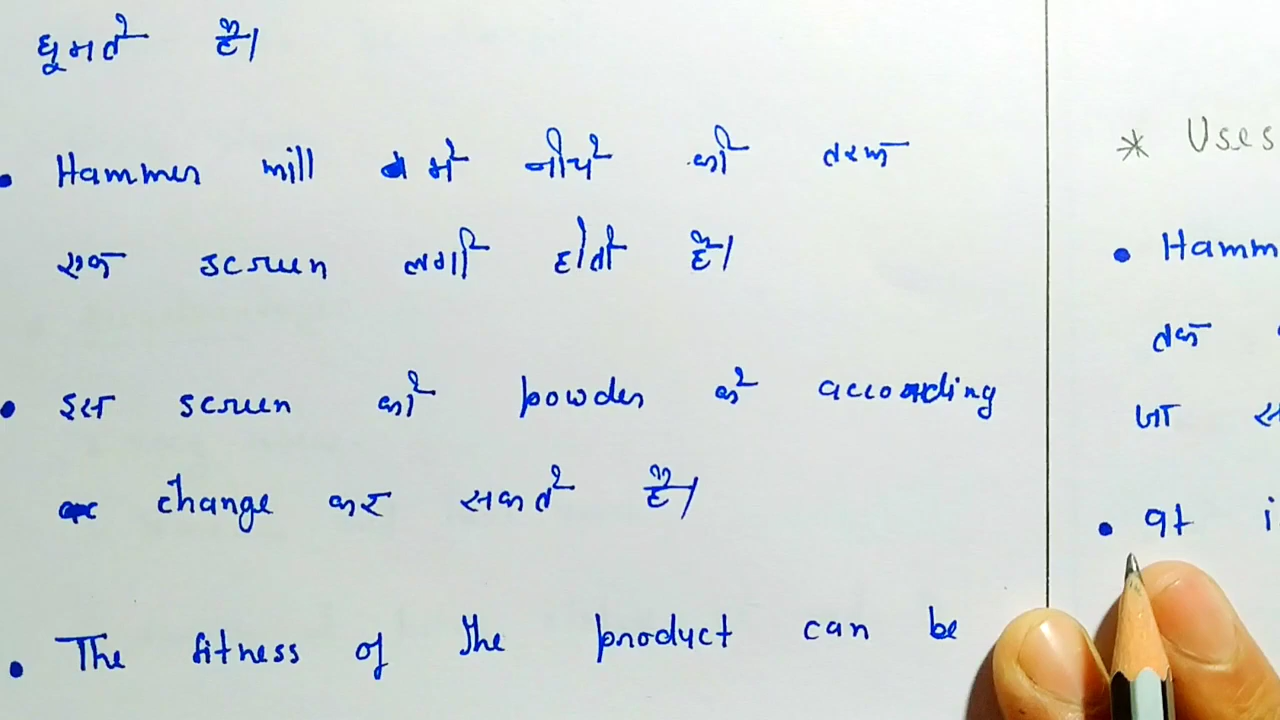 घूमते हैं।
• Hammer mill में नीचे की तरफ
एक screen लगी होती है।
• इस screen को powder के according
change कर सकते हैं।
• The fitness of the product can be
* Uses
• Hamm
तक
जा स
• It i